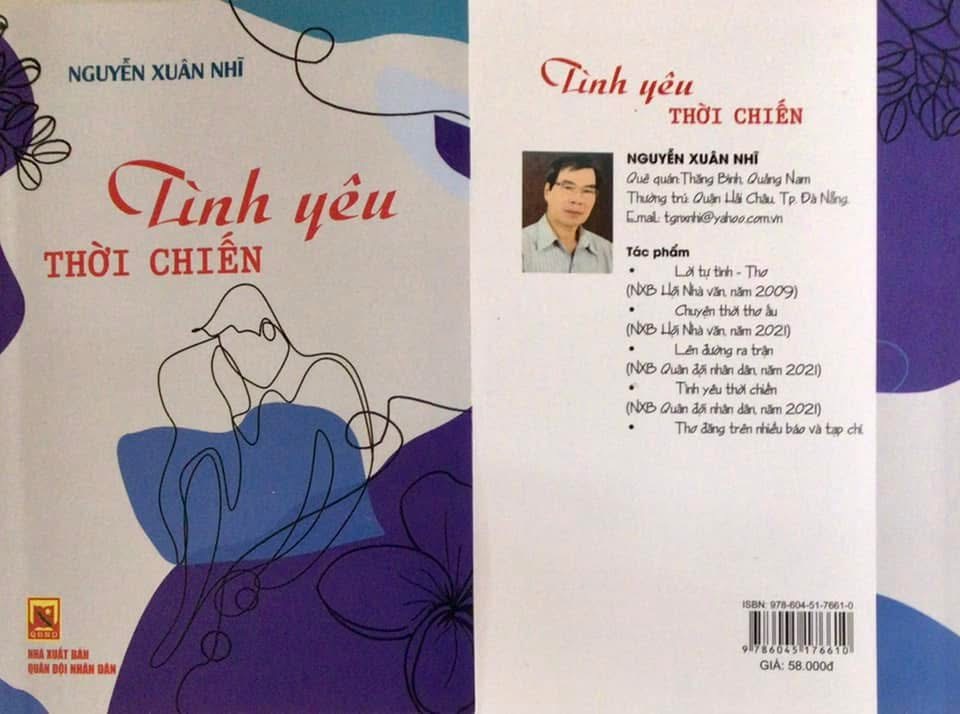 NGUYỄN XUÂN NHĨ
Tình yêu
THỜI CHIẾN
QĐND
NHÀ XUẤT BẢN
QUÂN ĐỘI NHÂN DÂN
Tình yêu
THỜI CHIẾN
NGUYỄN XUÂN NHĨ
Quê quán:Thăng Bình, Quảng Nam
Thường trú: Quận Hải Châu, Tp. Đà Nẵng.
Email: tgnxnhi@yahoo.com.vn
Tác phẩm
• Lời tự tình - Thơ
(NXB Hội Nhà văn, năm 2009)
• Chuyện thời thơ ấu
(NXB Hội Nhà văn, năm 2021)
• Lên đường ra trận
(NXB Quân đội nhân dân, năm 2021)
• Tình yêu thời chiến
(NXB Quân đội nhân dân, năm 2021)
• Thơ đăng trên nhiều báo và tạp chí
ISBN: 978-604-51-7661-0
9 786045 176610
GIÁ: 58.000đ